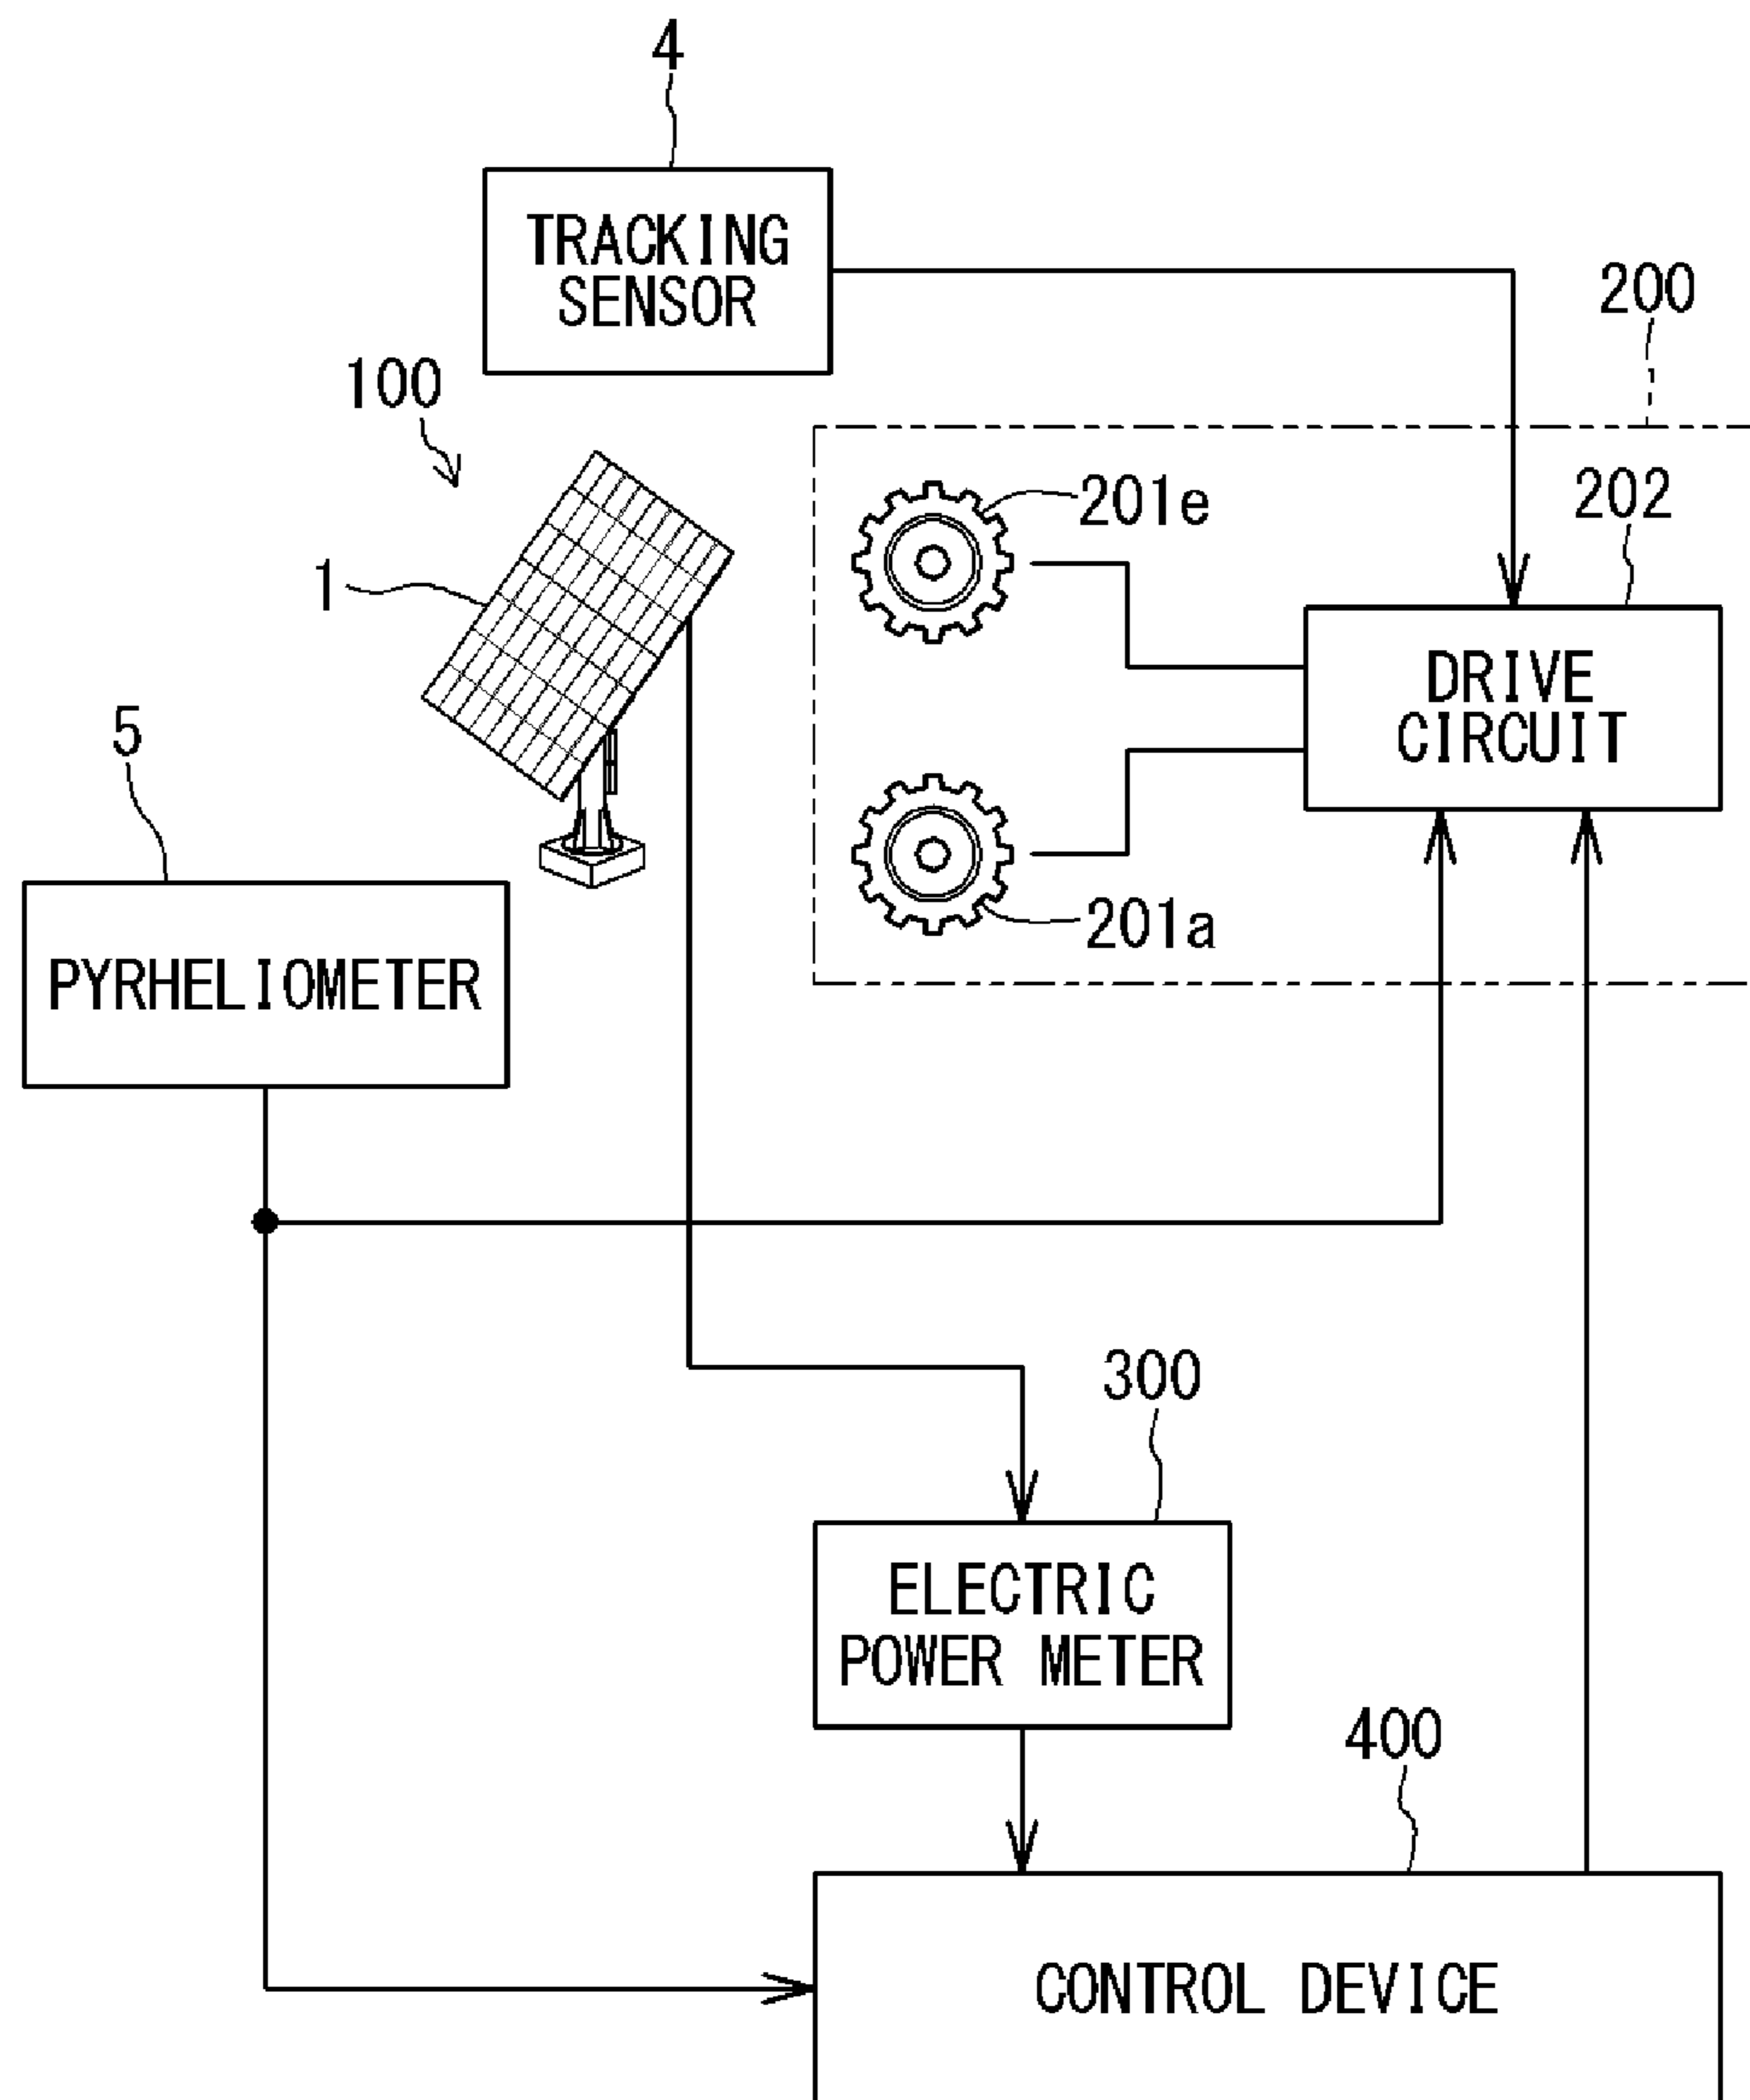 4
TRACKING
SENSOR
200
100
201e
202
1
DRIVE
CIRCUIT
5
201a
PYRHELIOMETER
300
ELECTRIC
POWER METER
400
CONTROL DEVICE